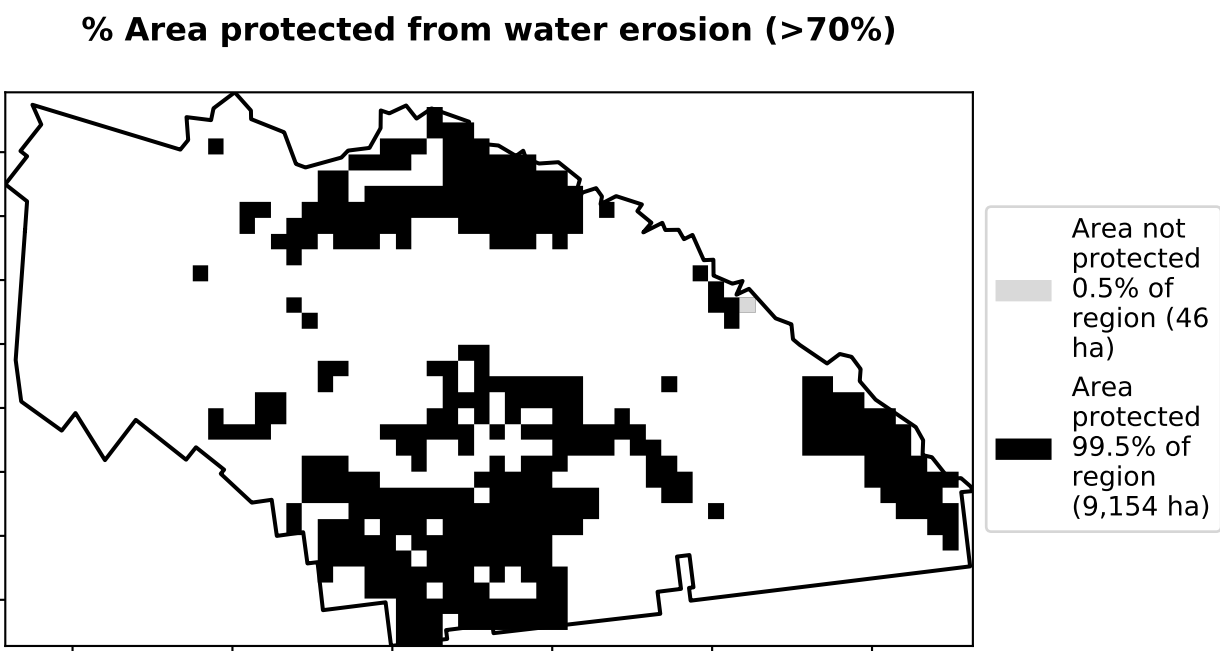 % Area protected from water erosion (>70%)
Area not
protected
0.5% of
region (46
ha)
Area
protected
99.5% of
region
(9,154 ha)